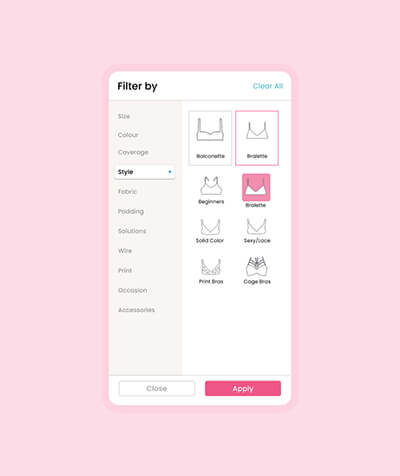 Filter by
Clear All
Size
Colour
Coverage
Style
Fabric
Padding
Solutions
Wire
Print
Occasion
Accessories
Balconette
Bralette
Beginners
Bralette
Solid Color
Sexy/Lace
Print Bras
Cage Bras
Close
Apply